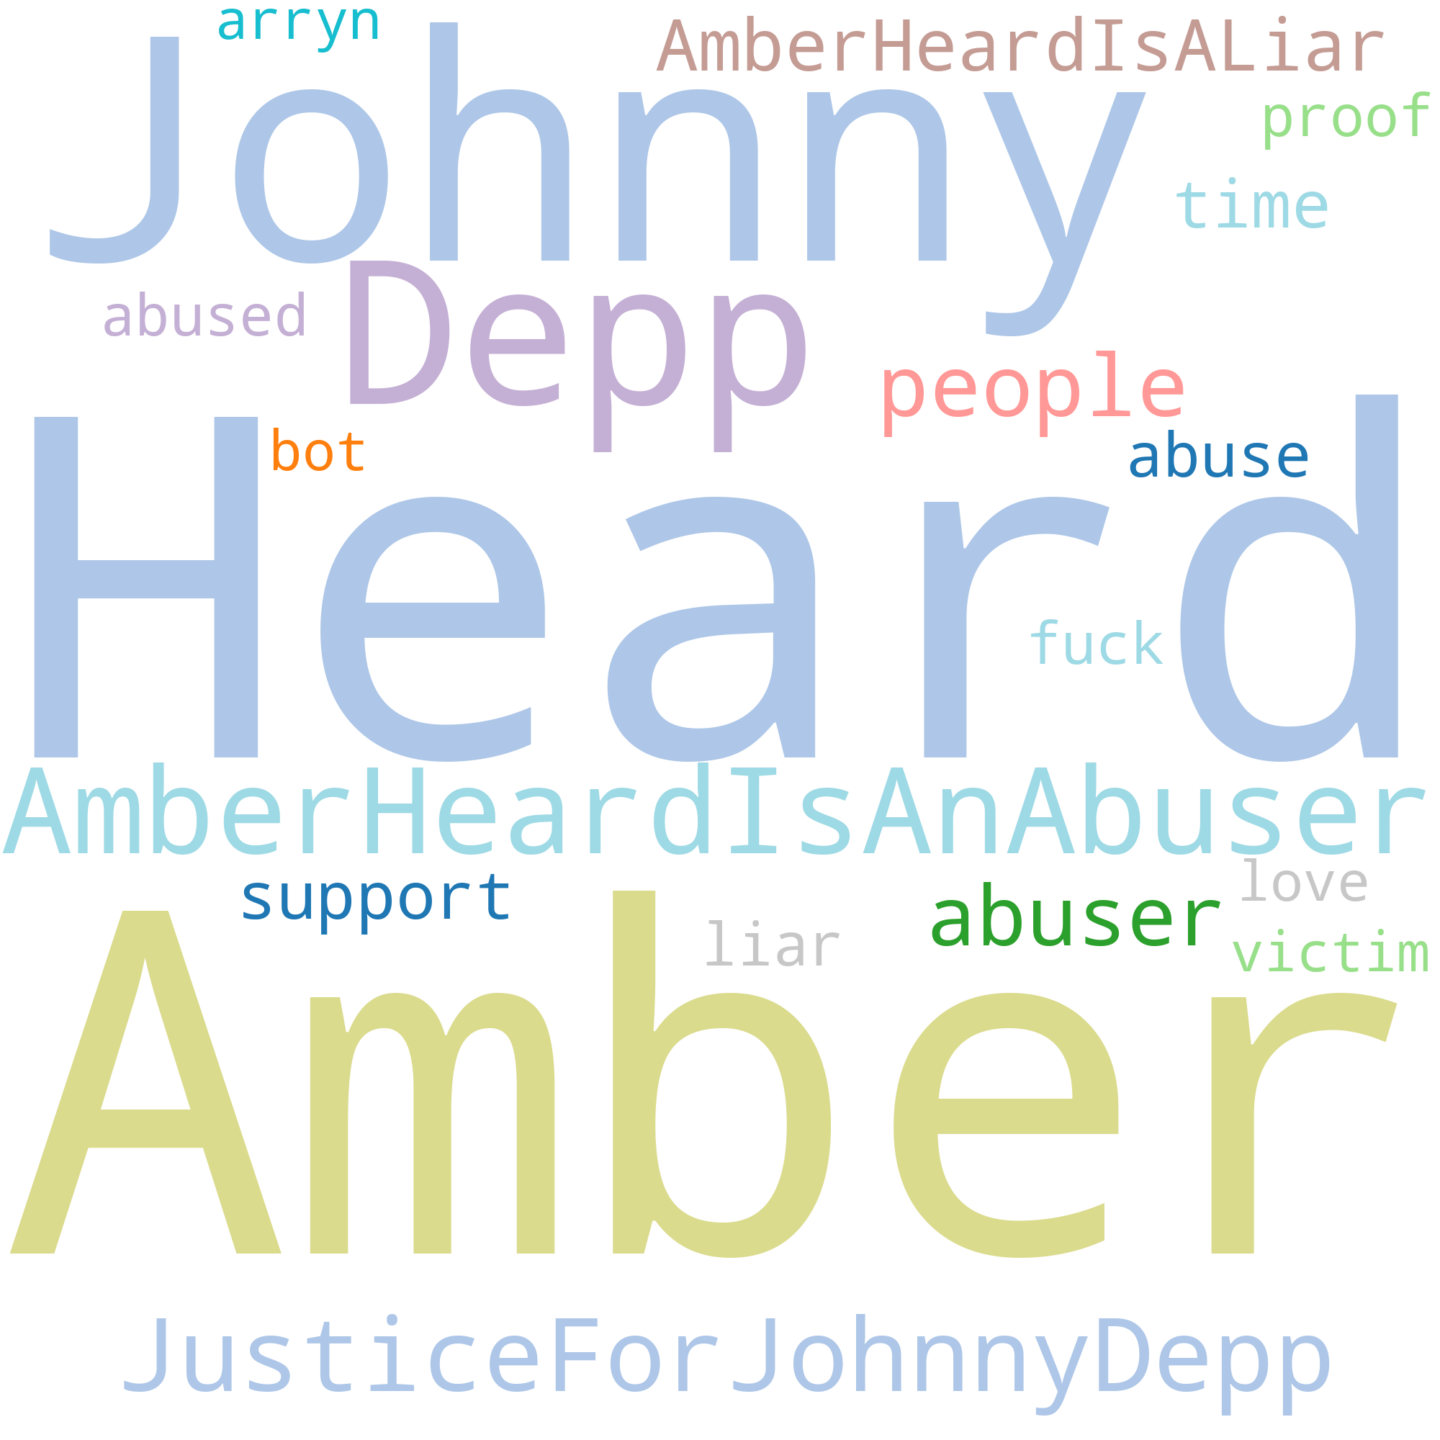 arryn
AmberHeardIsALiar
Johnny
proof
time
abused
Depp
people
bot
abuse
Heard
fuck
AmberHeardIsAnAbuser
support
liar
abuser
love
victim
Amber
JusticeForJohnnyDepp